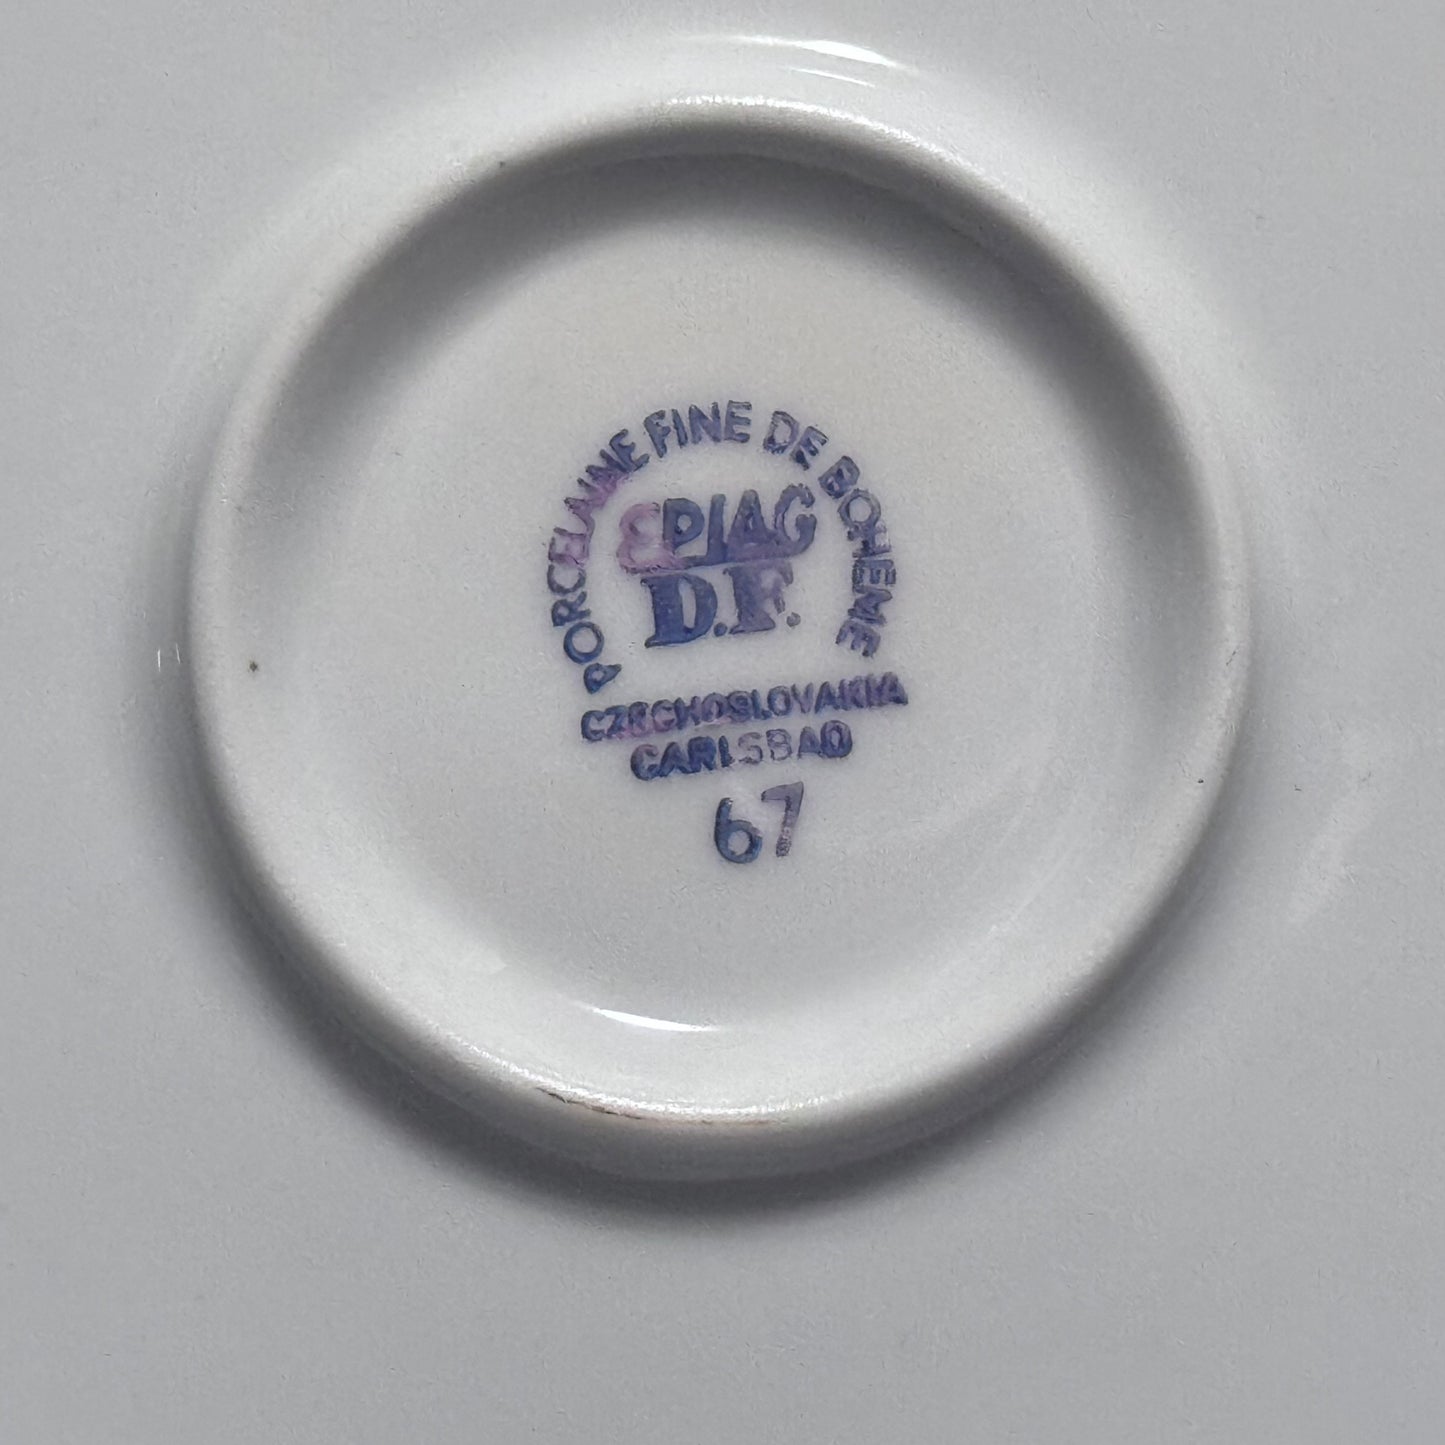 PORCELAINE FINE DE BOHEME
EPIAG
D.F.
CZECHOSLOVAKIA
CARLSBAD
67